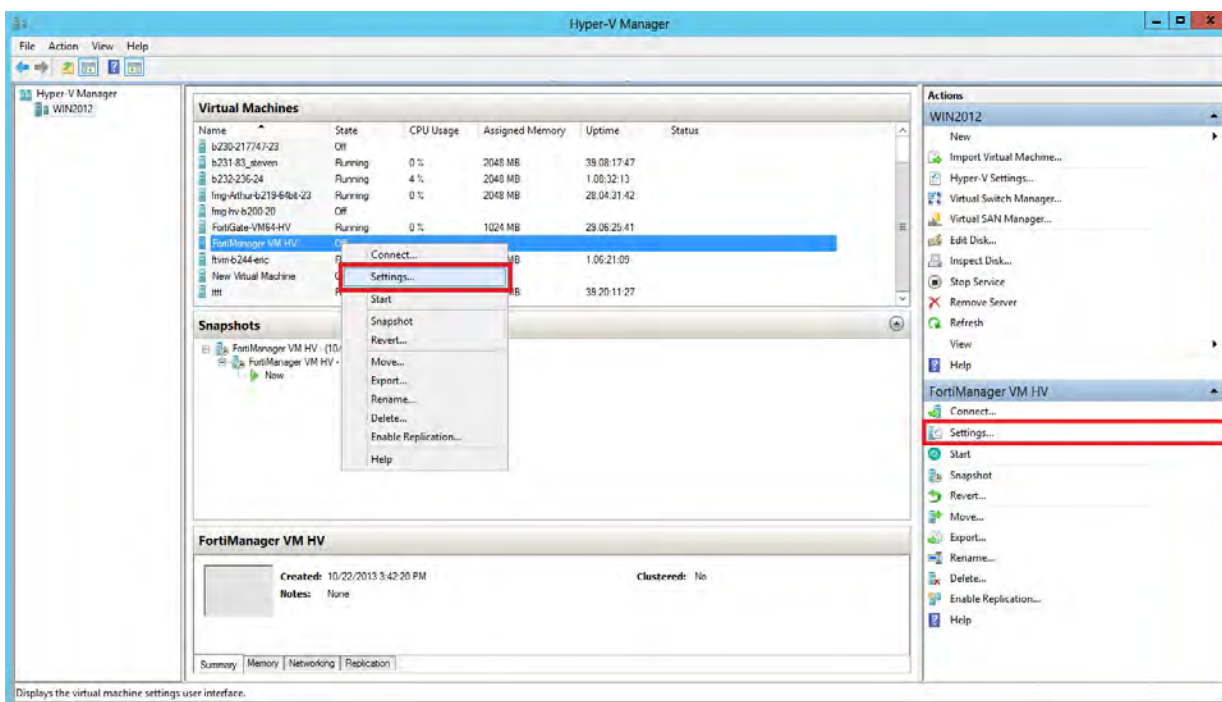 Hyper-V Manager
File Action View Help
Hyper-V Manager
WIN2012
Virtual Machines
Name State CPU Usage Assigned Memory Uptime Status
b230-217747-23 Off
b231-83_steven Running 0 % 2048 MB 39.08:17:47
b232-236-24 Running 4 % 2048 MB 1.08:32:13
Img-Arthur-b219-64bit-23 Running 0 % 2048 MB 28.04:31:42
fmg-hv-b200-20 Off
FortiGate-VM64-HV Running 0 % 1024 MB 29.06:25:41
FortiManager VM HV Off
ftvm-b244-eric MB 1.06:21:09
New Virtual Machine
tttt 39.20:11:27
Connect...
Settings...
Start
Snapshot
Revert...
Move...
Export...
Rename...
Delete...
Enable Replication...
Help
Snapshots
FortiManager VM HV - (10/
FortiManager VM HV -
Now
FortiManager VM HV
Created: 10/22/2013 3:42:20 PM Clustered: No
Notes: None
Summary Memory Networking Replication
Actions
WIN2012
New
Import Virtual Machine...
Hyper-V Settings...
Virtual Switch Manager...
Virtual SAN Manager...
Edit Disk...
Inspect Disk...
Stop Service
Remove Server
Refresh
View
Help
FortiManager VM HV
Connect...
Settings...
Start
Snapshot
Revert...
Move...
Export...
Rename...
Delete...
Enable Replication...
Help
Displays the virtual machine settings user interface.